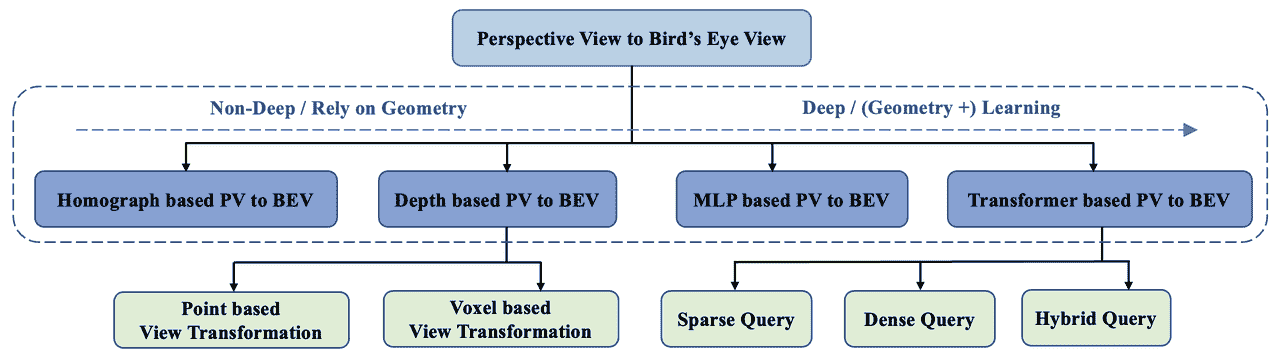 Perspective View to Bird's Eye View
Non-Deep / Rely on Geometry
Deep / (Geometry +) Learning
Homograph based PV to BEV
Depth based PV to BEV
MLP based PV to BEV
Transformer based PV to BEV
Point based
View Transformation
Voxel based
View Transformation
Sparse Query
Dense Query
Hybrid Query